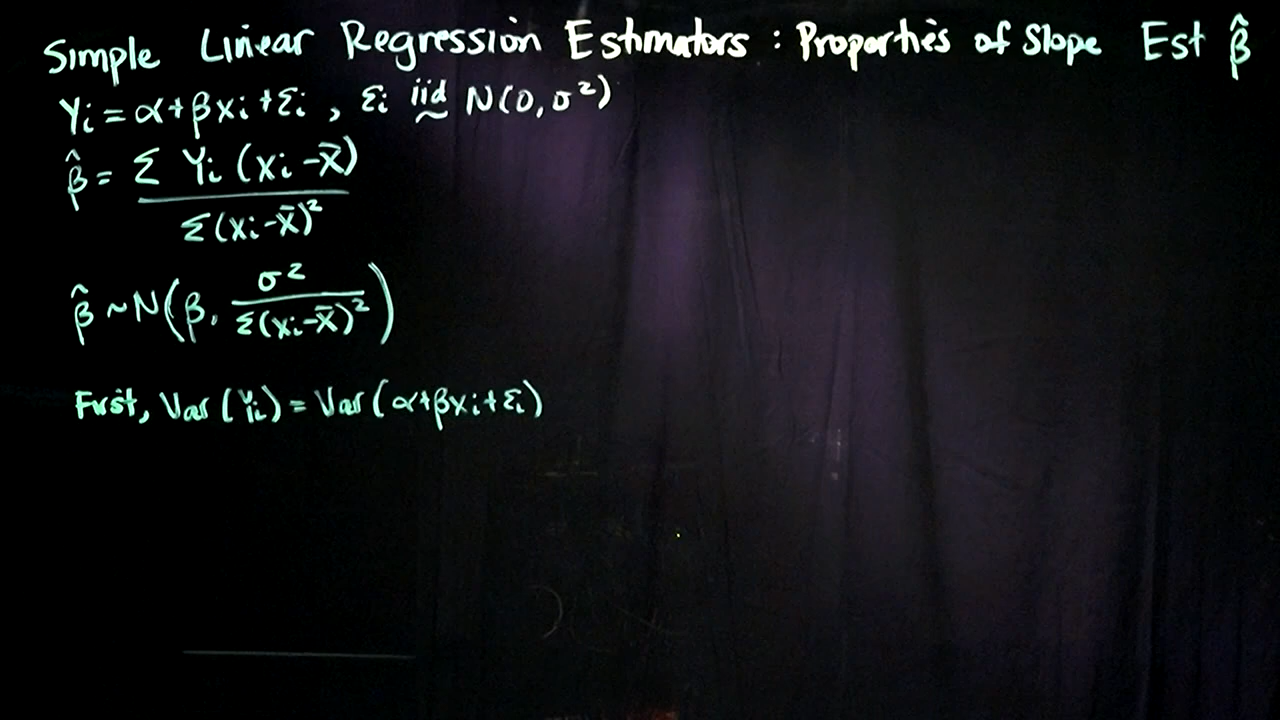 Simple Linear Regression Estimators : Properties of Slope Est β̂
Yᵢ = α + βxᵢ + εᵢ , εᵢ iid ~ N(0, σ²)
β̂ = Σ Yᵢ (xᵢ - x̄) / Σ(xᵢ - x̄)²
β̂ ~ N(β, σ² / Σ(xᵢ - x̄)²)
First, Var(Yᵢ) = Var(α + βxᵢ + εᵢ)